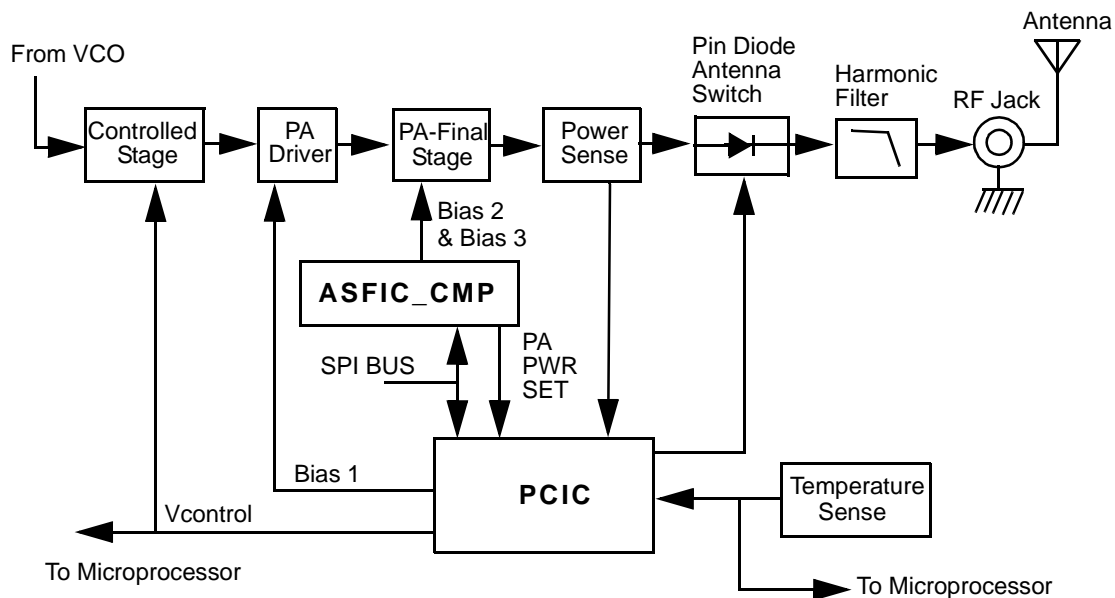 Antenna
From VCO
Pin Diode
Antenna
Switch
Harmonic
Filter
RF Jack
Controlled
Stage
PA
Driver
PA-Final
Stage
Power
Sense
Bias 2
& Bias 3
ASFIC_CMP
SPI BUS
PA
PWR
SET
Bias 1
PCIC
Temperature
Sense
Vcontrol
To Microprocessor
To Microprocessor